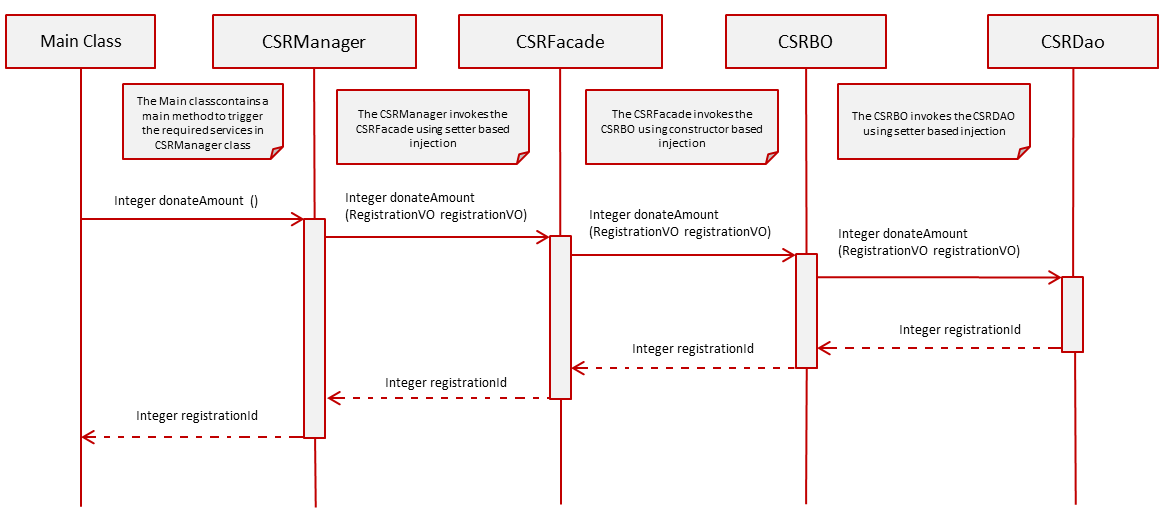 Main Class
CSRManager
CSRFacade
CSRBO
CSRDao
The Main classcontains a
main method to trigger
the required services in
CSRManager class
The CSRManager invokes the
CSRFacade using setter based
injection
The CSRFacade invokes the
CSRBO using constructor based
injection
The CSRBO invokes the CSRDAO
using setter based injection
Integer donateAmount ()
Integer donateAmount
(RegistrationVO registrationVO)
Integer donateAmount
(RegistrationVO registrationVO)
Integer donateAmount
(RegistrationVO registrationVO)
Integer registrationId
Integer registrationId
Integer registrationId
Integer registrationId